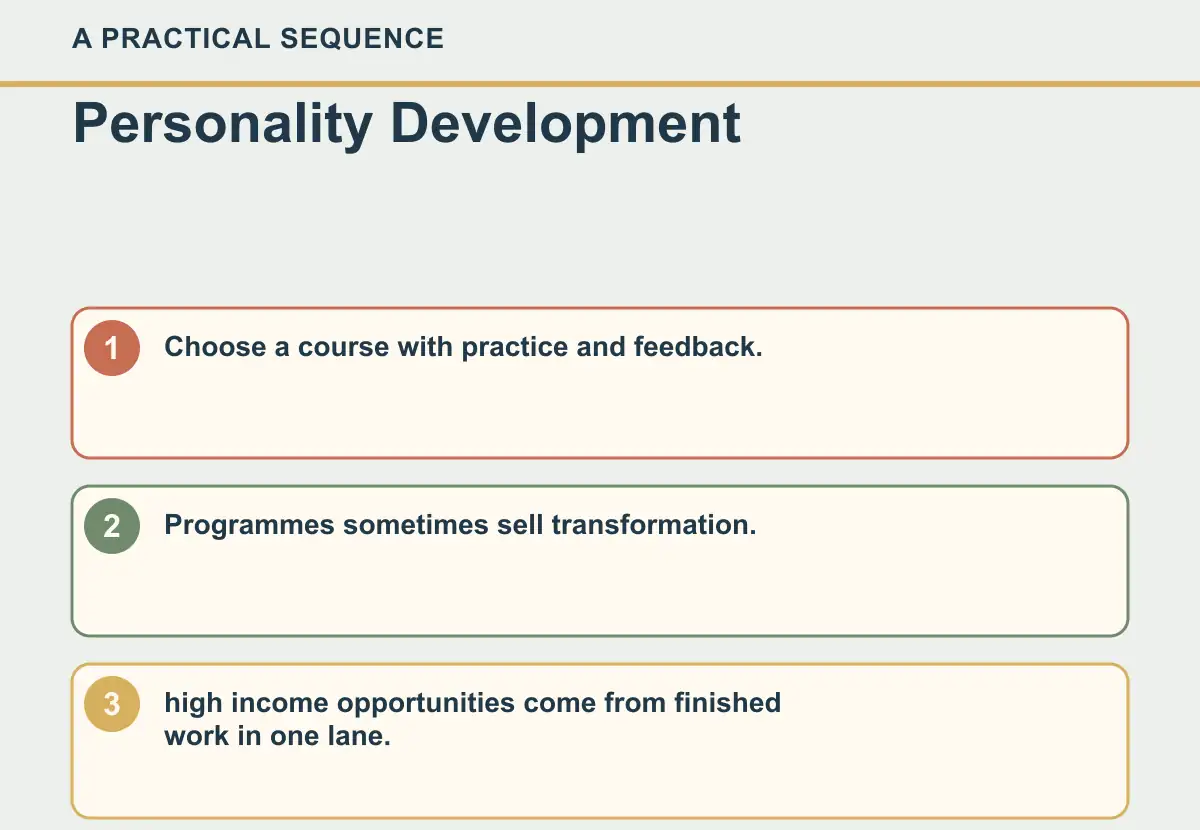 A PRACTICAL SEQUENCE
Personality Development
1
Choose a course with practice and feedback.
2
Programmes sometimes sell transformation.
3
high income opportunities come from finished
work in one lane.